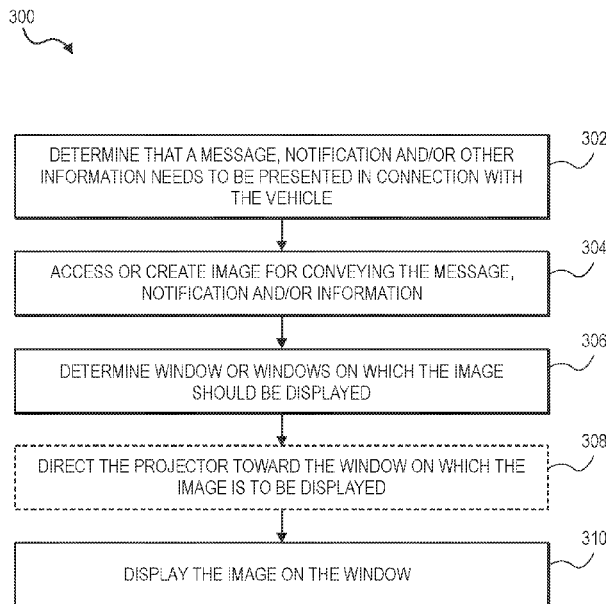 300
302
DETERMINE THAT A MESSAGE, NOTIFICATION AND/OR OTHER
INFORMATION NEEDS TO BE PRESENTED IN CONNECTION WITH
THE VEHICLE
304
ACCESS OR CREATE IMAGE FOR CONVEYING THE MESSAGE,
NOTIFICATION AND/OR INFORMATION
306
DETERMINE WINDOW OR WINDOWS ON WHICH THE IMAGE
SHOULD BE DISPLAYED
308
DIRECT THE PROJECTOR TOWARD THE WINDOW ON WHICH THE
IMAGE IS TO BE DISPLAYED
310
DISPLAY THE IMAGE ON THE WINDOW